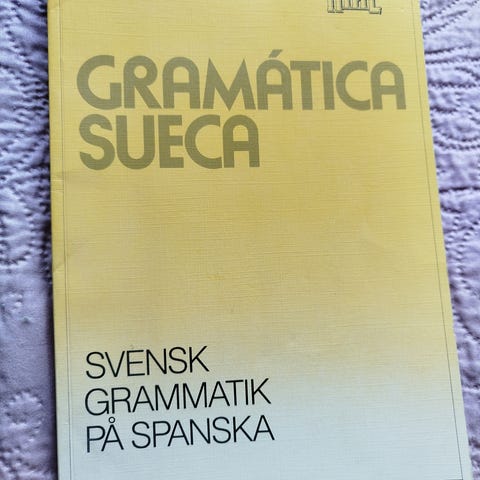 GRAMÁTICA
SUECA
SVENSK
GRAMMATIK
PÅ SPANSKA